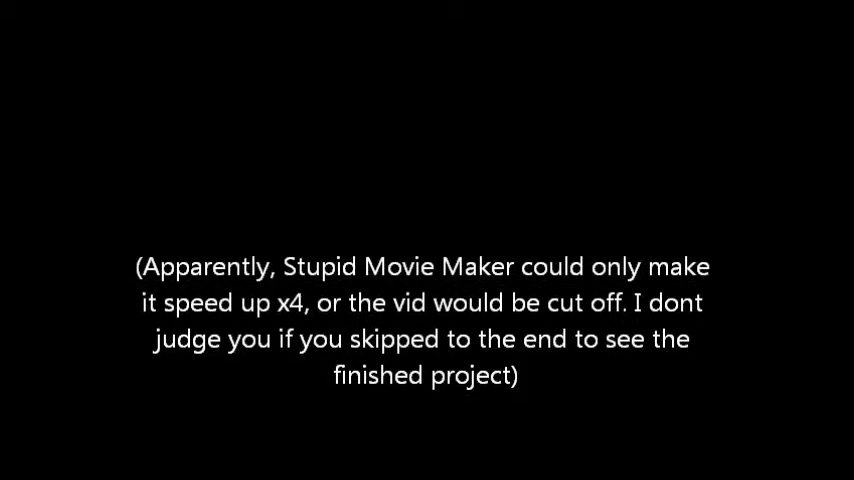 (Apparently, Stupid Movie Maker could only make
it speed up x4, or the vid would be cut off. I dont
judge you if you skipped to the end to see the
finished project)